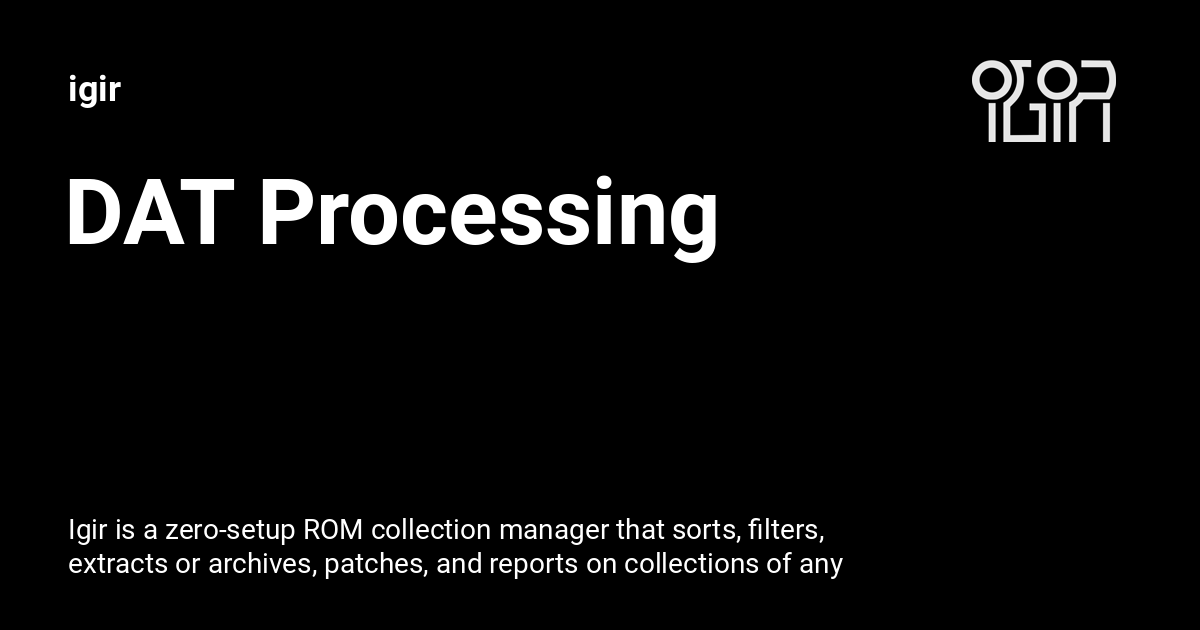 igir
IGIR
DAT Processing
Igir is a zero-setup ROM collection manager that sorts, filters,
extracts or archives, patches, and reports on collections of any